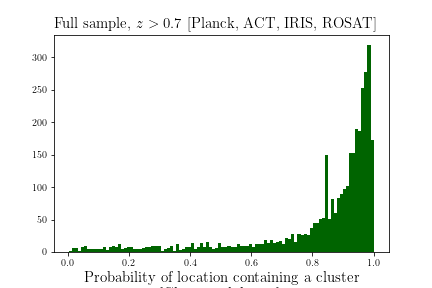 Full sample, z > 0.7 [Planck, ACT, IRIS, ROSAT]
300
250
200
150
100
50
0
0.0 0.2 0.4 0.6 0.8 1.0
Probability of location containing a cluster